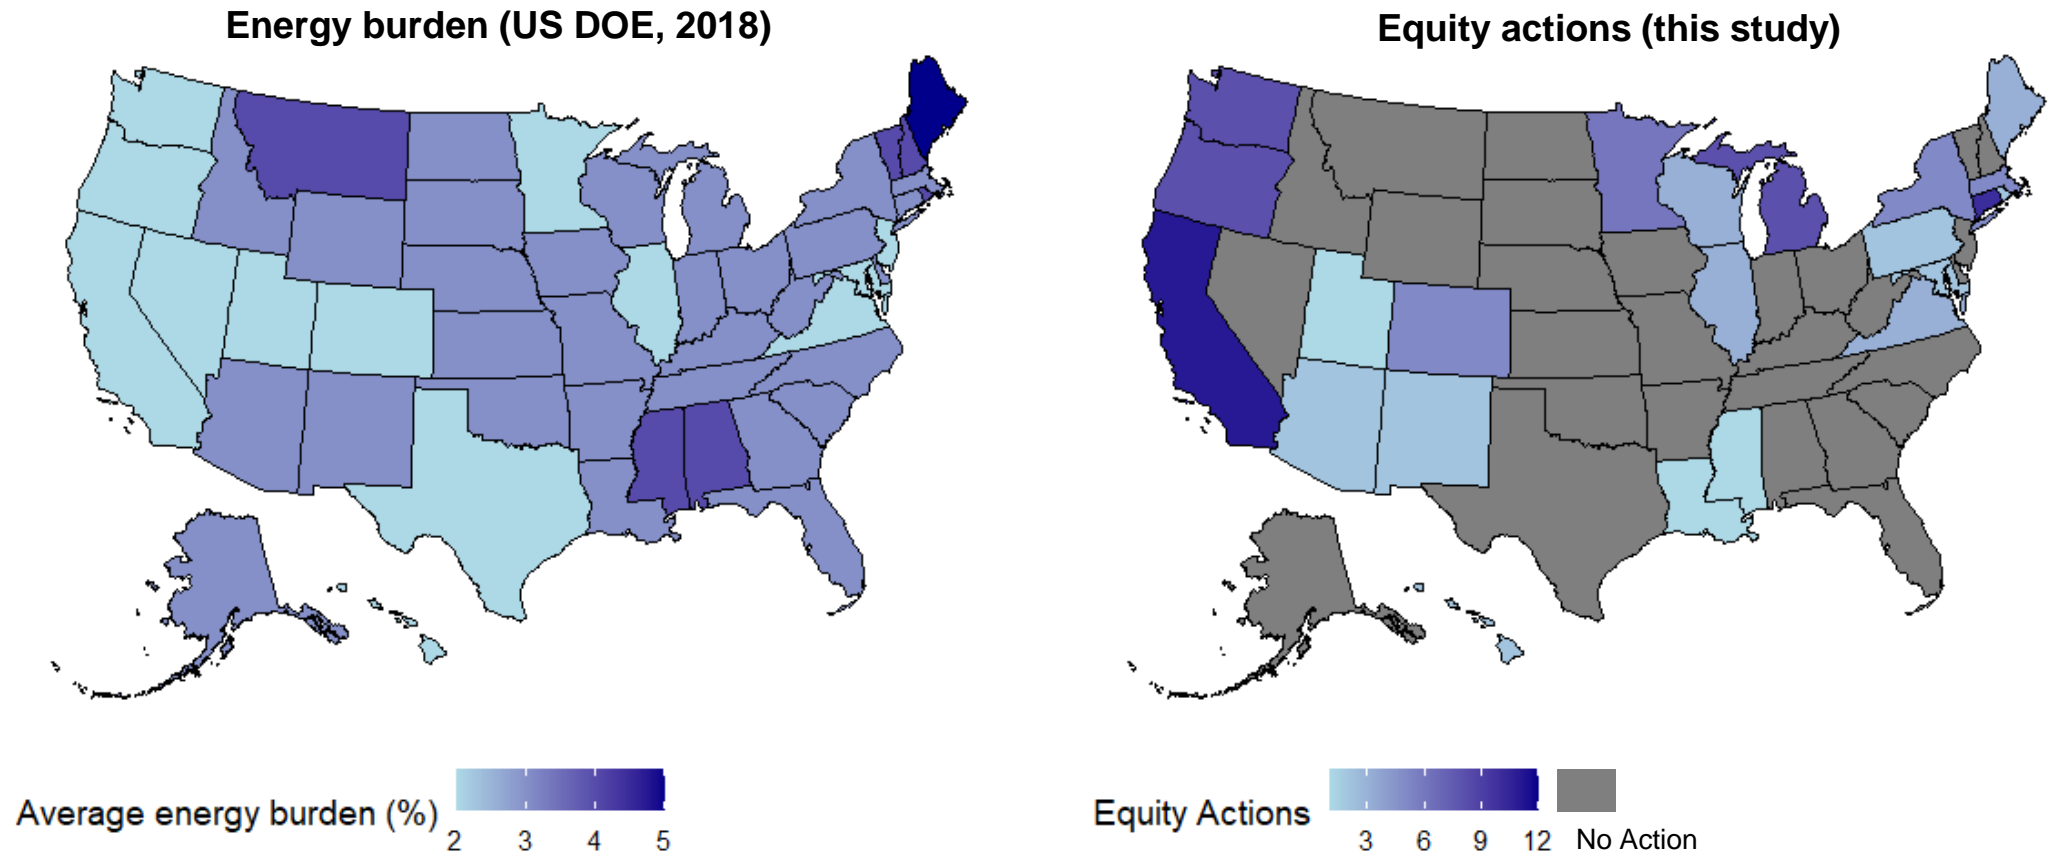 Energy burden (US DOE, 2018)
Equity actions (this study)
Average energy burden (%)
2 3 4 5
Equity Actions
3 6 9 12 No Action